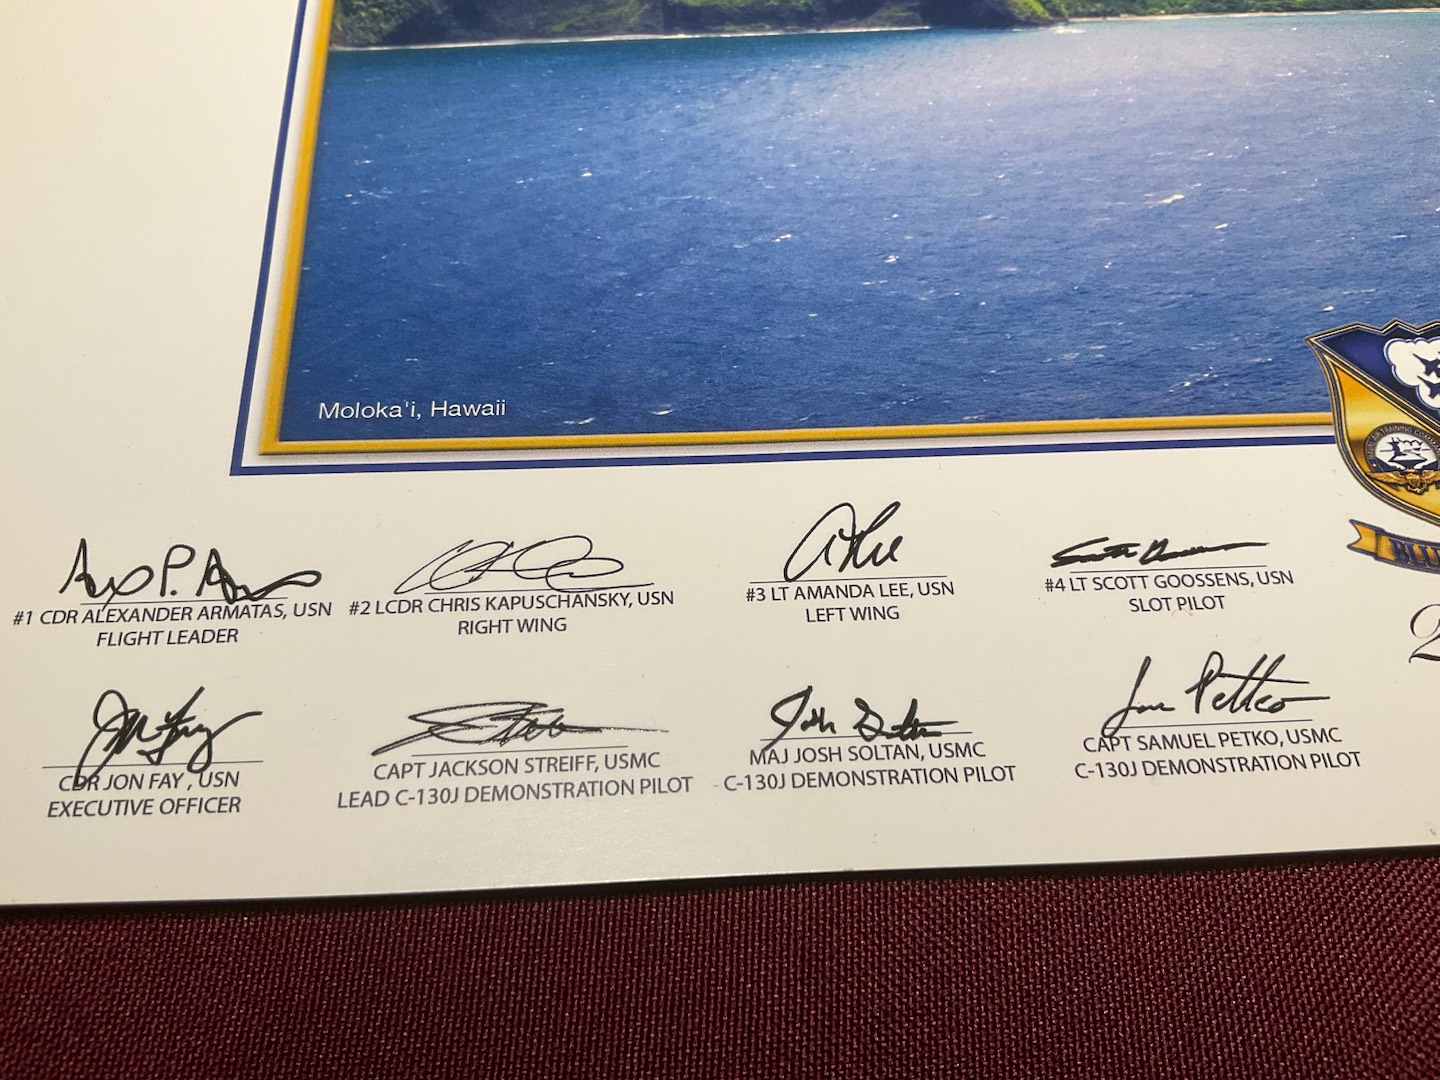 Moloka'i, Hawaii
#1 CDR ALEXANDER ARMATAS, USN
FLIGHT LEADER
#2 LCDR CHRIS KAPUSCHANSKY, USN
RIGHT WING
#3 LT AMANDA LEE, USN
LEFT WING
#4 LT SCOTT GOOSSENS, USN
SLOT PILOT
CDR JON FAY , USN
EXECUTIVE OFFICER
CAPT JACKSON STREIFF, USMC
LEAD C-130J DEMONSTRATION PILOT
MAJ JOSH SOLTAN, USMC
C-130J DEMONSTRATION PILOT
CAPT SAMUEL PETKO, USMC
C-130J DEMONSTRATION PILOT